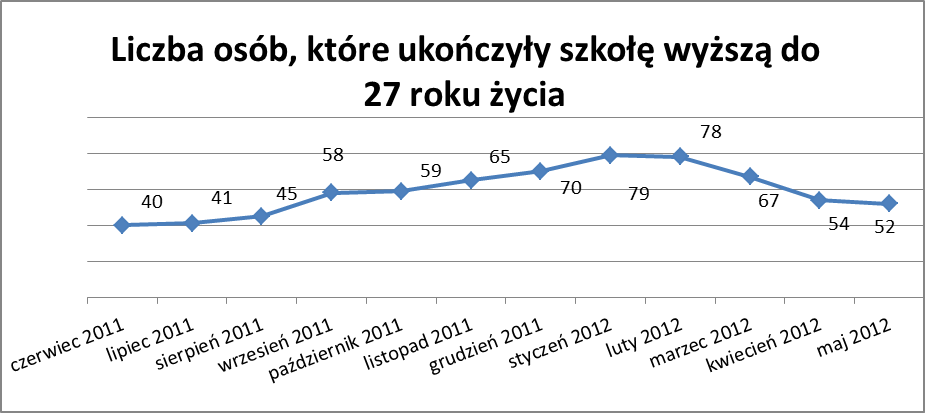 Liczba osób, które ukończyły szkołę wyższą do
27 roku życia
40
41
45
58
59
65
70
79
78
67
54
52
czerwiec 2011
lipiec 2011
sierpień 2011
wrzesień 2011
październik 2011
listopad 2011
grudzień 2011
styczeń 2012
luty 2012
marzec 2012
kwiecień 2012
maj 2012